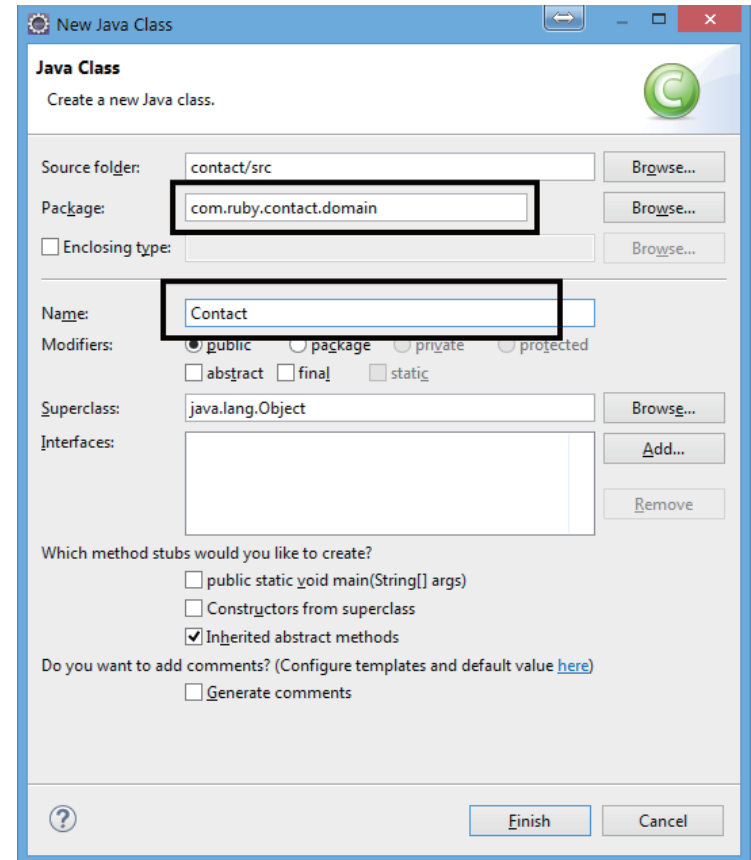 New Java Class
Java Class
Create a new Java class.
C
Source folder: contact/src Browse...
Package: com.ruby.contact.domain Browse...
Enclosing type: Browse...
Name: Contact
Modifiers: public package private protected
abstract final static
Superclass: java.lang.Object Browse...
Interfaces: Add...
Remove
Which method stubs would you like to create?
public static void main(String[] args)
Constructors from superclass
Inherited abstract methods
Do you want to add comments? (Configure templates and default value here)
Generate comments
? Finish Cancel